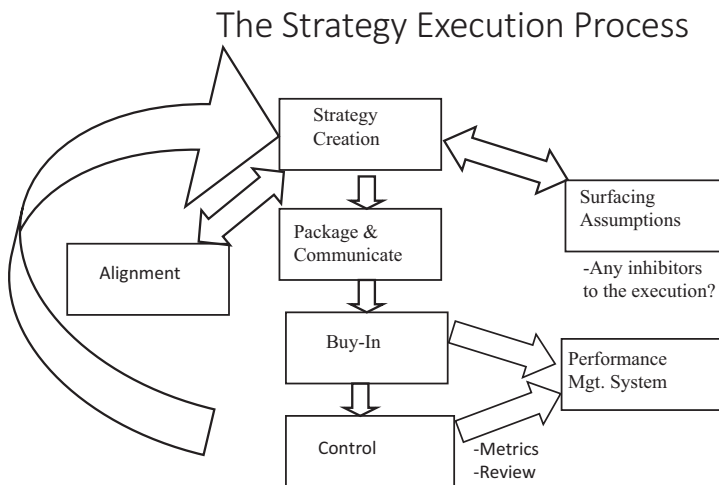 The Strategy Execution Process
Strategy
Creation
Surfacing
Assumptions
-Any inhibitors
to the execution?
Alignment
Package &
Communicate
Buy-In
Performance
Mgt. System
Control
-Metrics
-Review